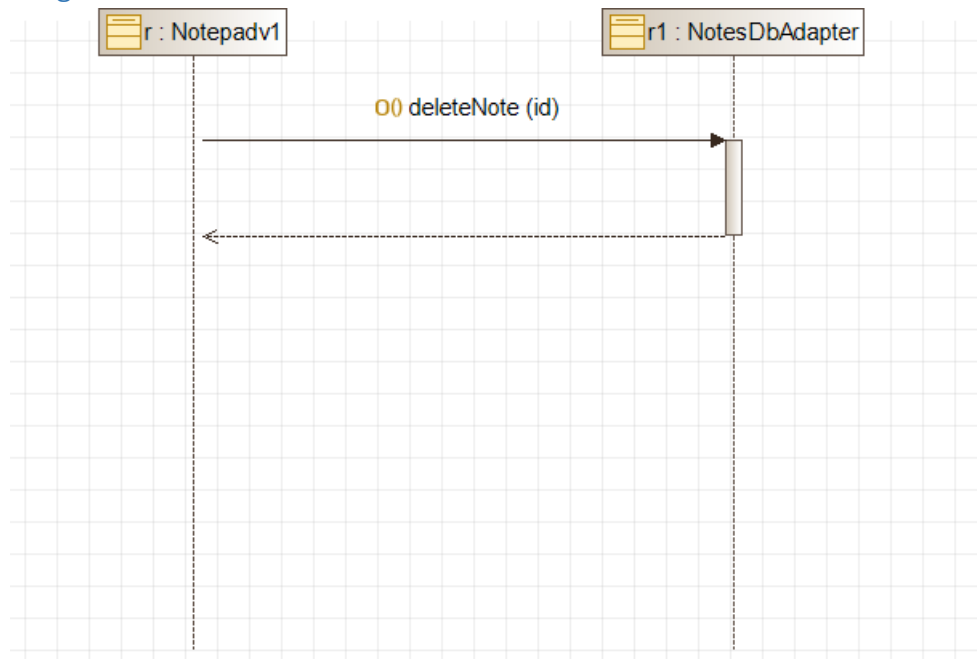 r : Notepadv1
r1 : NotesDbAdapter
O() deleteNote (id)